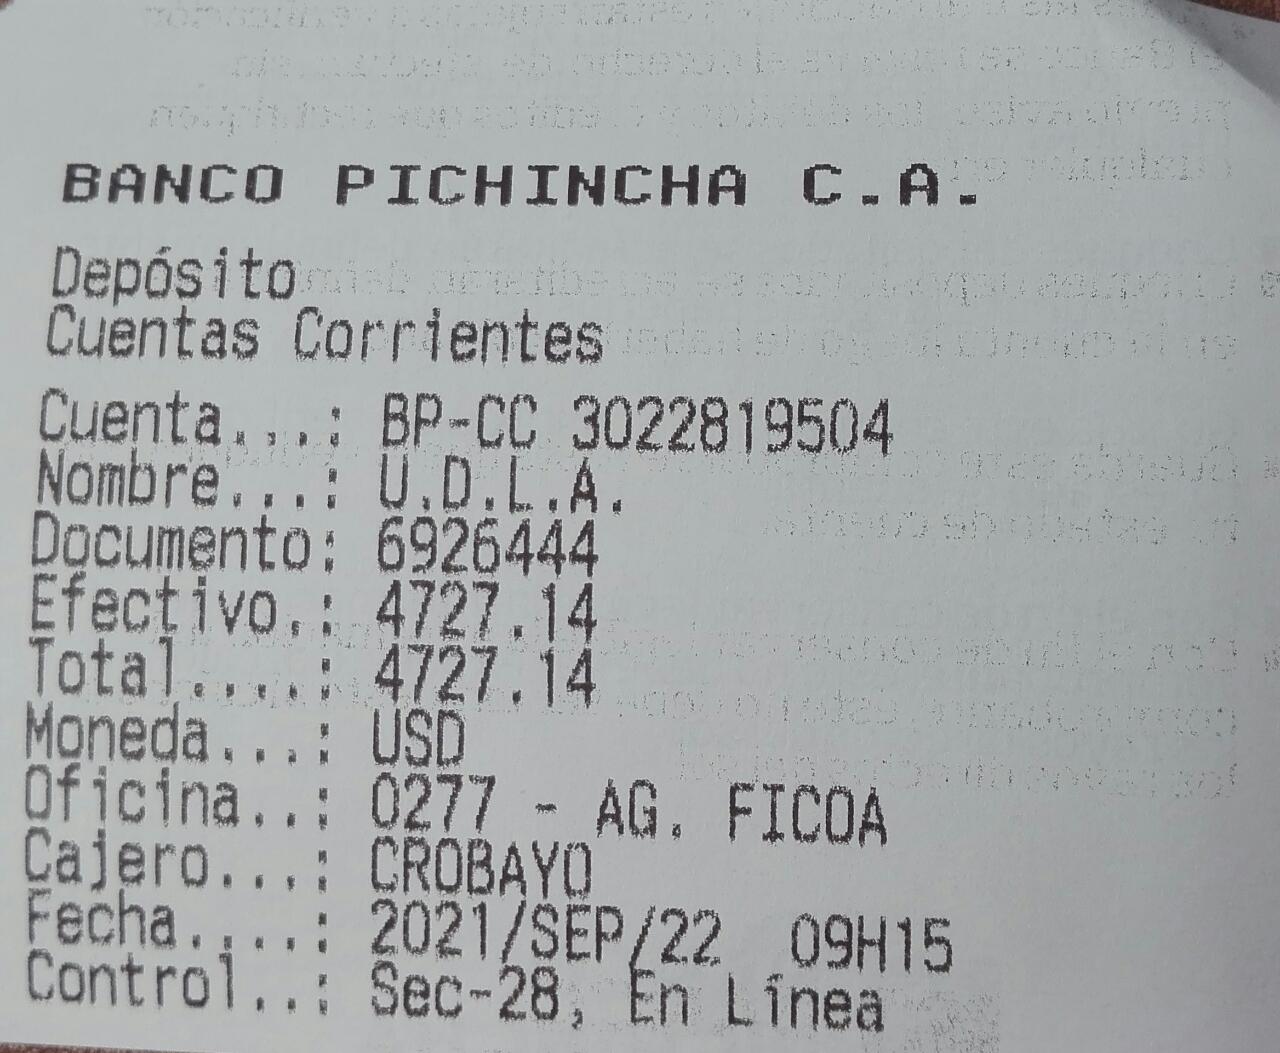 BANCO PICHINCHA C.A.
Depósito
Cuentas Corrientes
Cuenta...: BP-CC 3022819504
Nombre...: U.D.L.A.
Documento: 6926444
Efectivo.: 4727.14
Total....: 4727.14
Moneda...: USD
Oficina..: 0277 - AG. FICOA
Cajero...: CROBAYO
Fecha....: 2021/SEP/22 09H15
Control..: Sec-28, En Línea